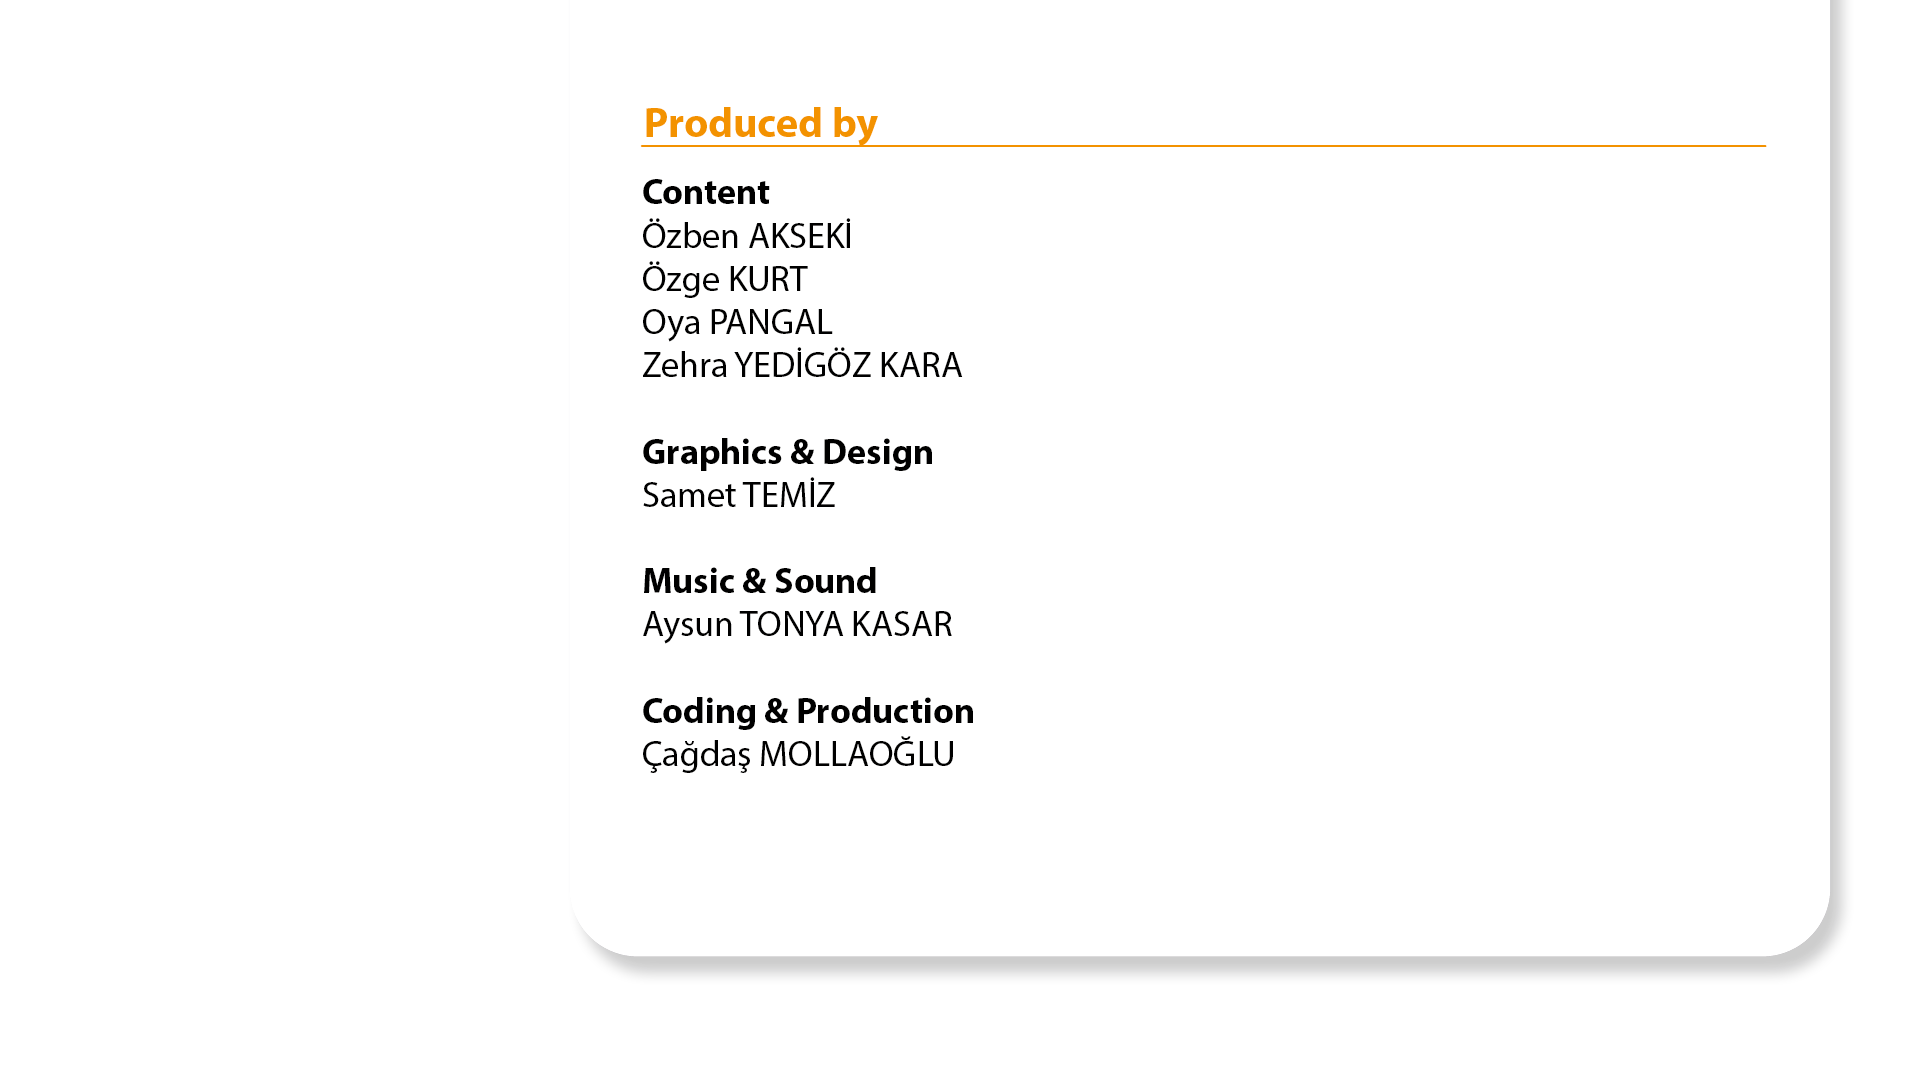 Produced by
Content
Özben AKSEKİ
Özge KURT
Oya PANGAL
Zehra YEDİGÖZ KARA
Graphics & Design
Samet TEMİZ
Music & Sound
Aysun TONYA KASAR
Coding & Production
Çağdaş MOLLAOĞLU